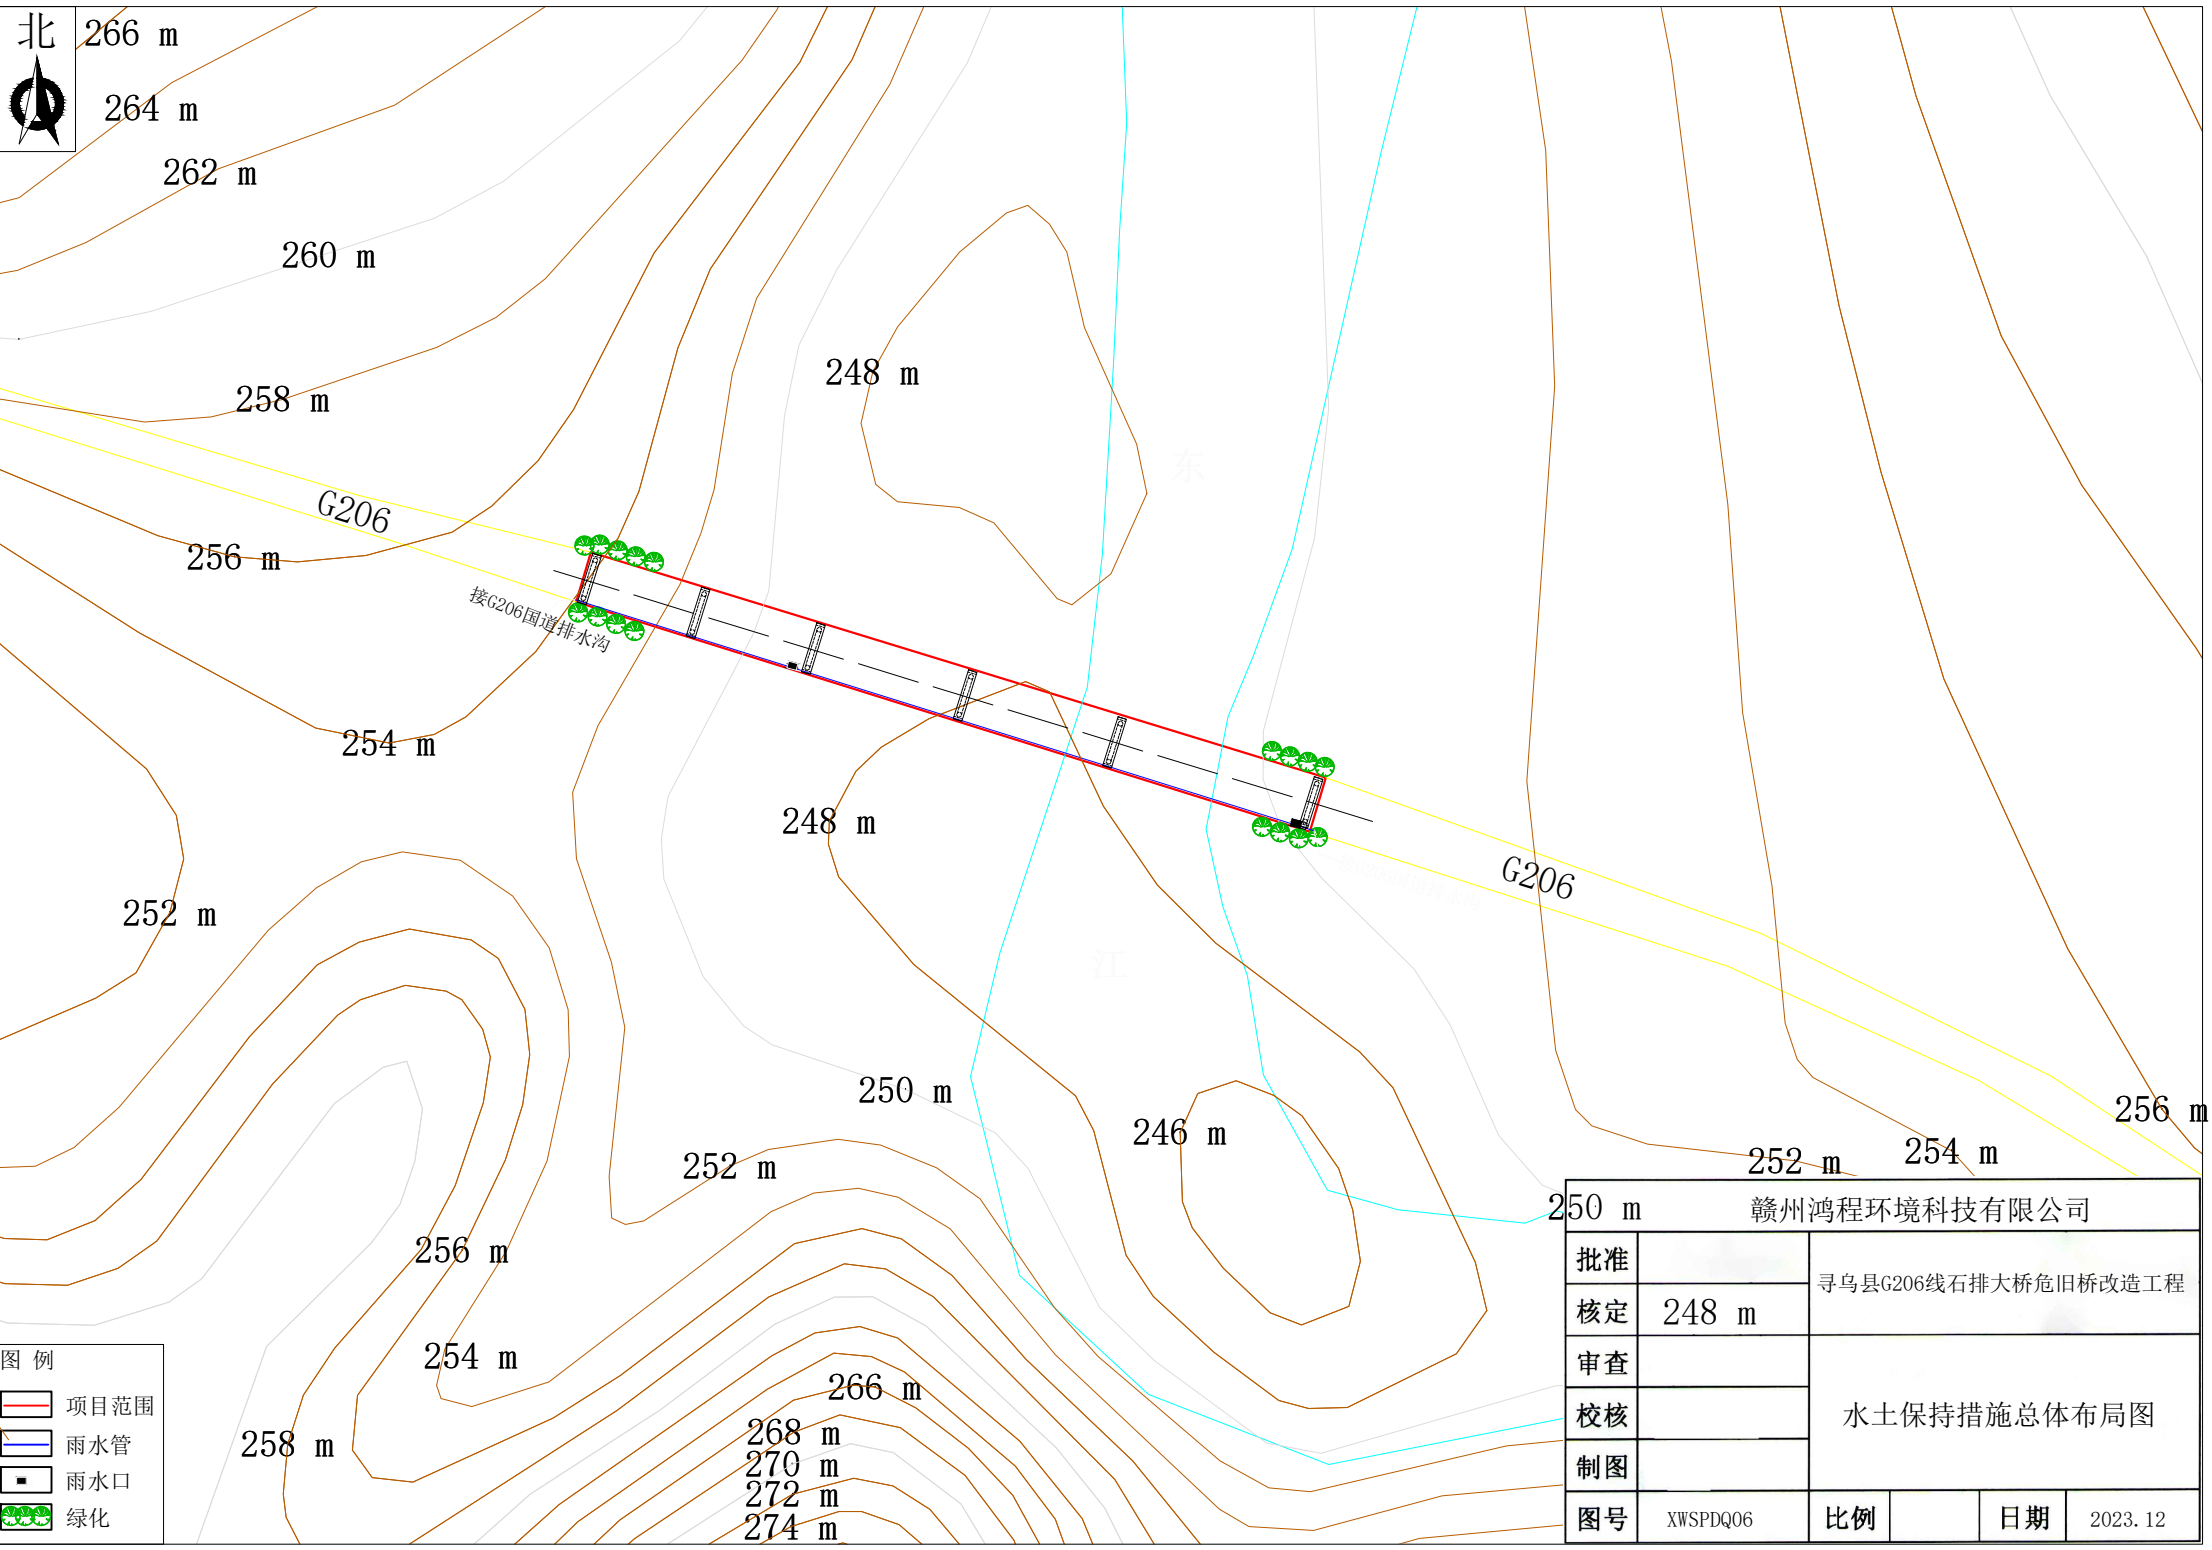 北
266 m
264 m
262 m
260 m
258 m
248 m
东
G206
256 m
接G206国道排水沟
254 m
248 m
G206
252 m
江
250 m
246 m
256 m
252 m
254 m
252 m
250 m
256 m
254 m
266 m
268 m
270 m
272 m
274 m
258 m
图 例
项目范围
雨水管
雨水口
绿化
赣州鸿程环境科技有限公司
批准
寻乌县G206线石排大桥危旧桥改造工程
核定 248 m
审查
水土保持措施总体布局图
校核
制图
图号 XWSPDQ06 比例 日期 2023.12